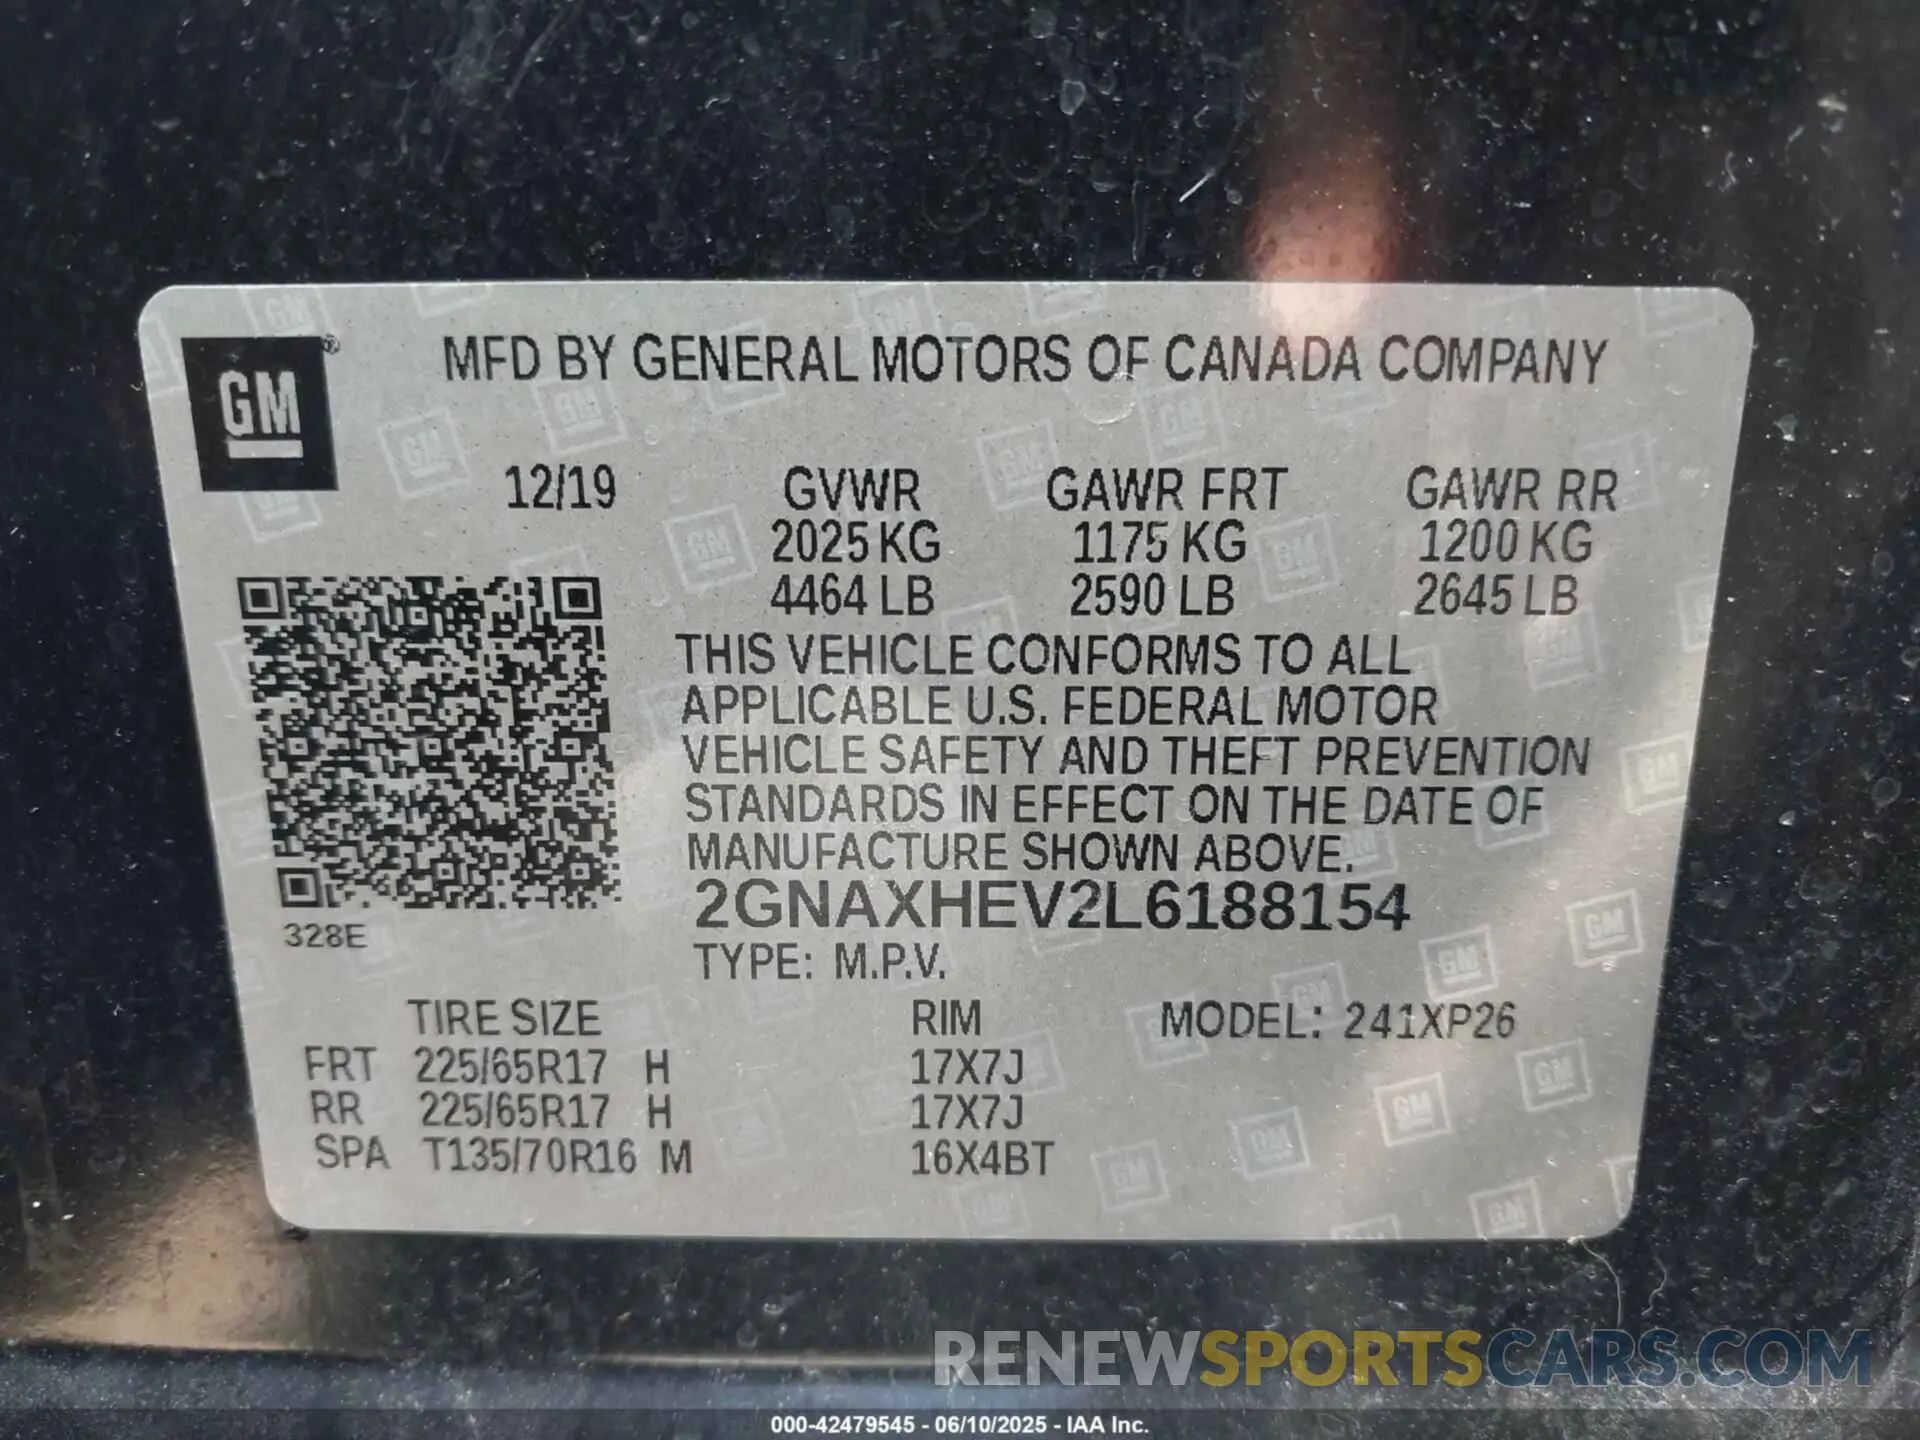 GM®
MFD BY GENERAL MOTORS OF CANADA COMPANY
12/19 GVWR GAWR FRT GAWR RR
2025 KG 1175 KG 1200 KG
4464 LB 2590 LB 2645 LB
THIS VEHICLE CONFORMS TO ALL
APPLICABLE U.S. FEDERAL MOTOR
VEHICLE SAFETY AND THEFT PREVENTION
STANDARDS IN EFFECT ON THE DATE OF
MANUFACTURE SHOWN ABOVE.
2GNAXHEV2L6188154
328E
TYPE: M.P.V.
TIRE SIZE RIM MODEL: 241XP26
FRT 225/65R17 H 17X7J
RR 225/65R17 H 17X7J
SPA T135/70R16 M 16X4BT
RENEWSPORTSCARS.COM
000-42479545 - 06/10/2025 - IAA Inc.